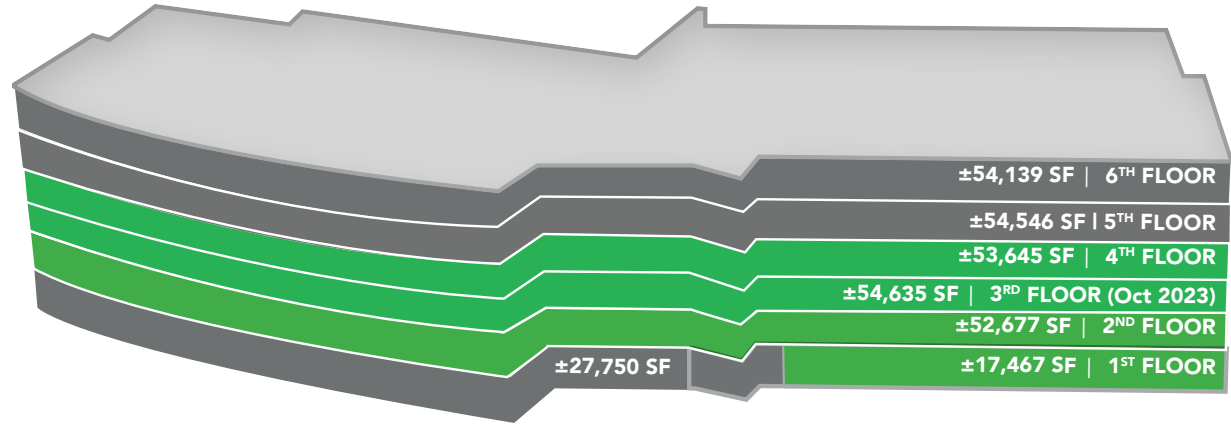 ±54,139 SF | 6TH FLOOR
±54,546 SF | 5TH FLOOR
±53,645 SF | 4TH FLOOR
±54,635 SF | 3RD FLOOR (Oct 2023)
±52,677 SF | 2ND FLOOR
±27,750 SF
±17,467 SF | 1ST FLOOR